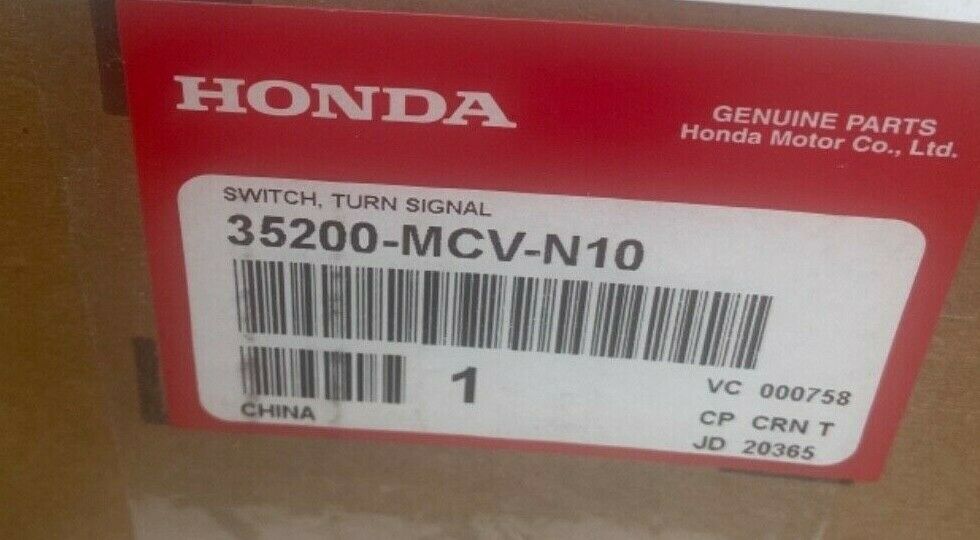 HONDA
GENUINE PARTS
Honda Motor Co., Ltd.
SWITCH, TURN SIGNAL
35200-MCV-N10
1
VC 000758
CHINA
CP CRN T
JD 20365